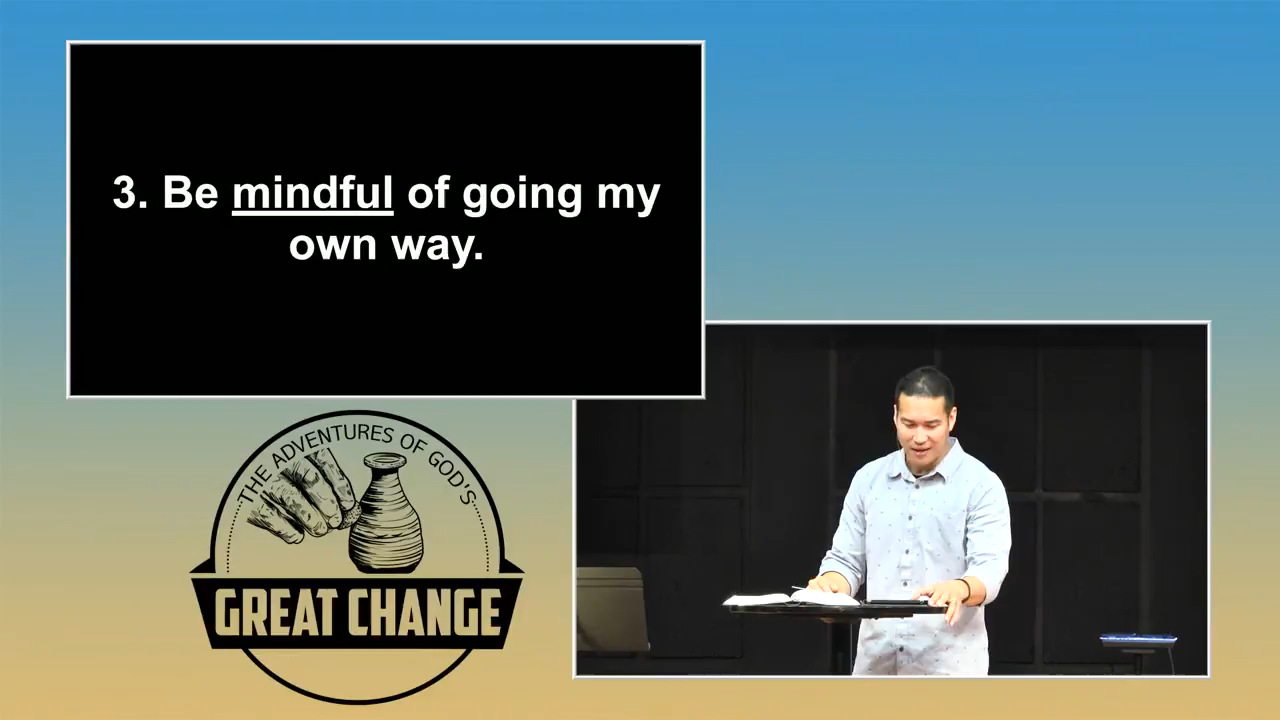 3. Be mindful of going my
own way.
THE ADVENTURES OF GOD'S
GREAT CHANGE